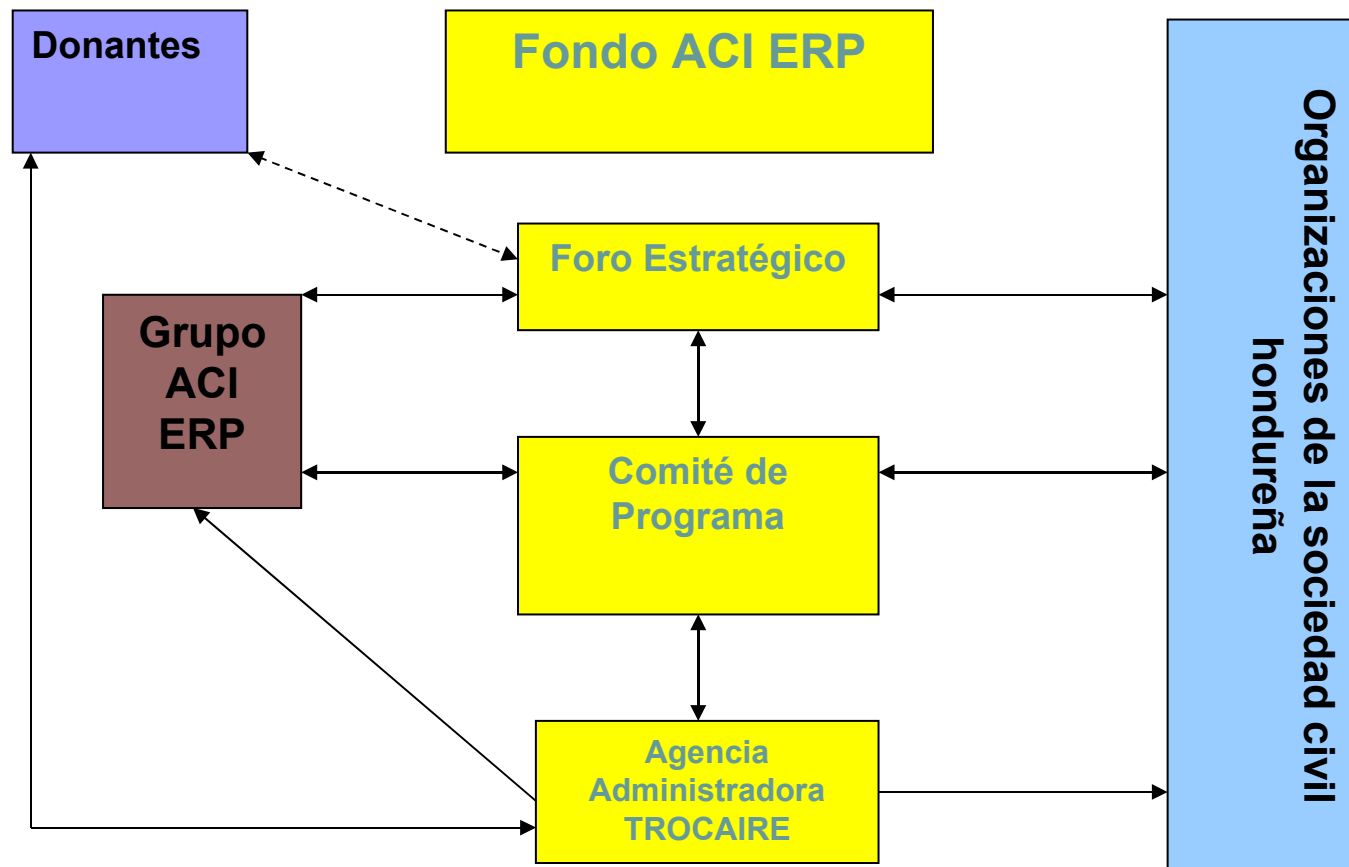 Donantes
Fondo ACI ERP
Foro Estratégico
Grupo
ACI
ERP
Comité de
Programa
Agencia
Administradora
TROCAIRE
Organizaciones de la sociedad civil
hondureña